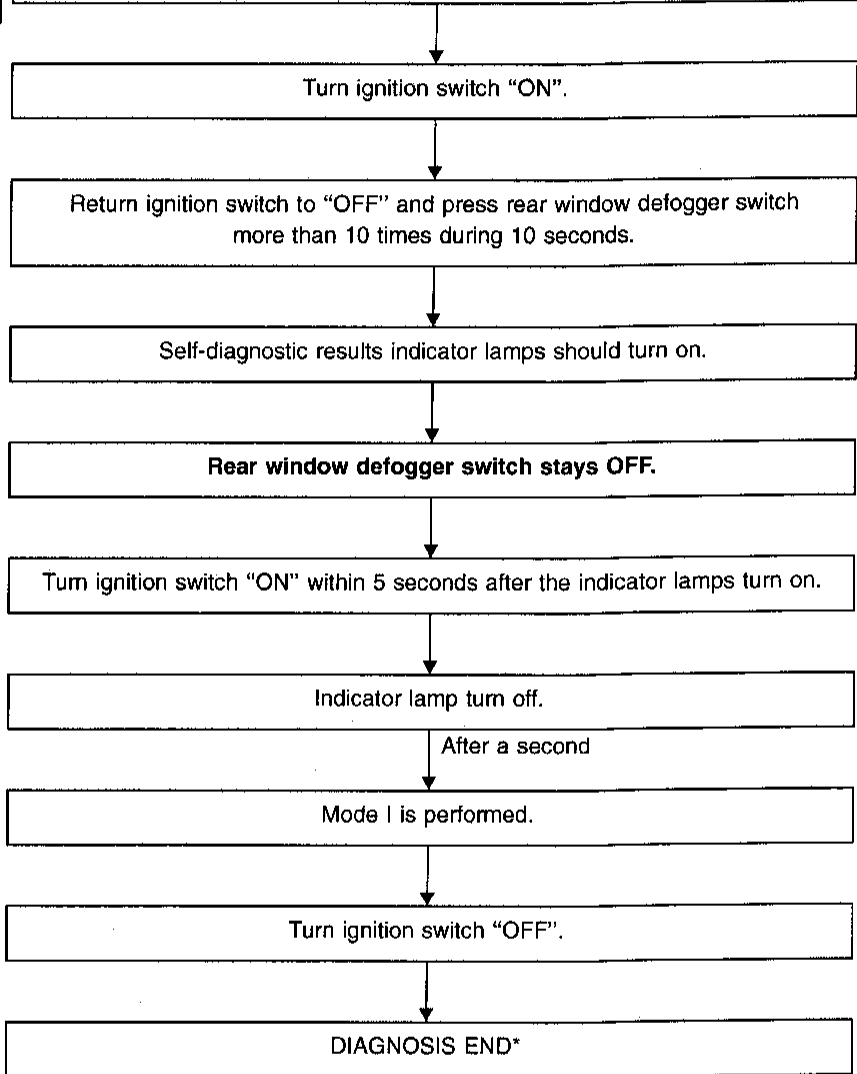 Turn ignition switch “ON”.
Return ignition switch to “OFF” and press rear window defogger switch
more than 10 times during 10 seconds.
Self-diagnostic results indicator lamps should turn on.
Rear window defogger switch stays OFF.
Turn ignition switch “ON” within 5 seconds after the indicator lamps turn on.
Indicator lamp turn off.
After a second
Mode I is performed.
Turn ignition switch “OFF”.
DIAGNOSIS END*